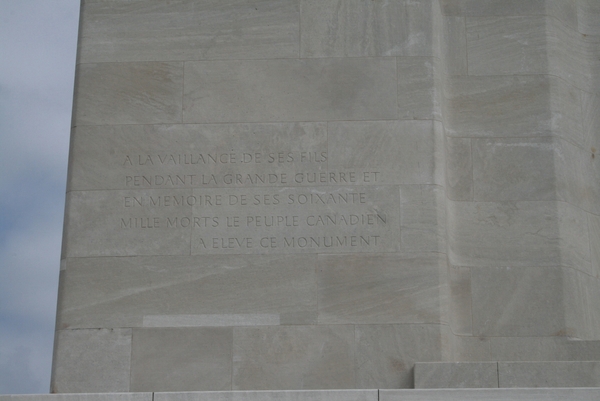 A LA VAILLANCE DE SES FILS
PENDANT LA GRANDE GUERRE ET
EN MEMOIRE DE SES SOIXANTE
MILLE MORTS LE PEUPLE CANADIEN
A ELEVE CE MONUMENT